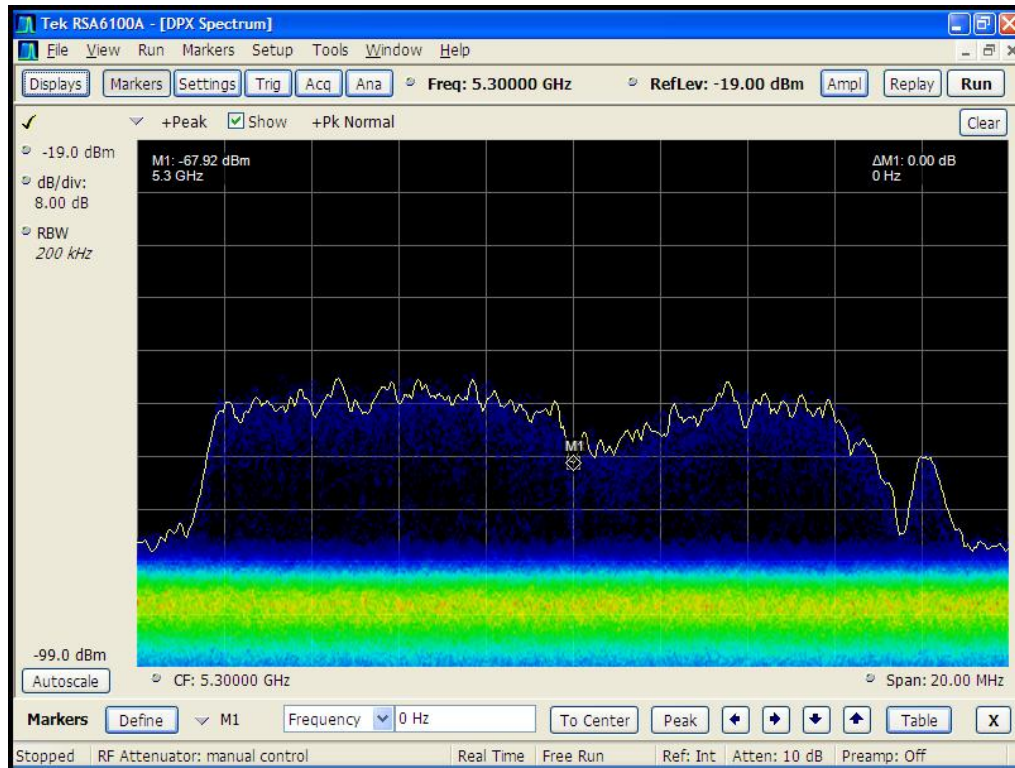 Tek RSA6100A - [DPX Spectrum]
File View Run Markers Setup Tools Window Help
Displays Markers Settings Trig Acq Ana Freq: 5.30000 GHz RefLev: -19.00 dBm Ampl Replay Run
+Peak Show +Pk Normal Clear
-19.0 dBm
dB/div:
8.00 dB
RBW
200 kHz
M1: -67.92 dBm
5.3 GHz
ΔM1: 0.00 dB
0 Hz
M1
-99.0 dBm
Autoscale CF: 5.30000 GHz Span: 20.00 MHz
Markers Define M1 Frequency 0 Hz To Center Peak Table X
Stopped RF Attenuator: manual control Real Time Free Run Ref: Int Atten: 10 dB Preamp: Off